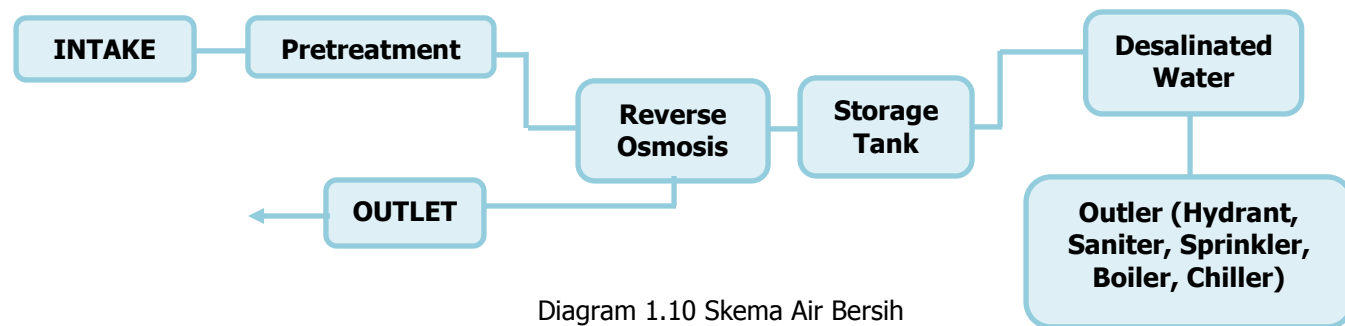 INTAKE
Pretreatment
Reverse
Osmosis
Storage
Tank
Desalinated
Water
OUTLET
Outler (Hydrant,
Saniter, Sprinkler,
Boiler, Chiller)
Diagram 1.10 Skema Air Bersih